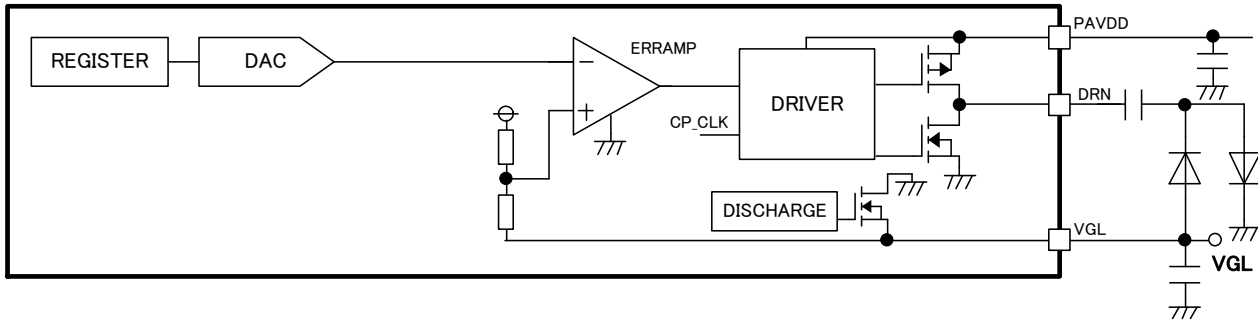 PAVDD
REGISTER
DAC
ERRAMP
DRIVER
DRN
CP_CLK
DISCHARGE
VGL
VGL